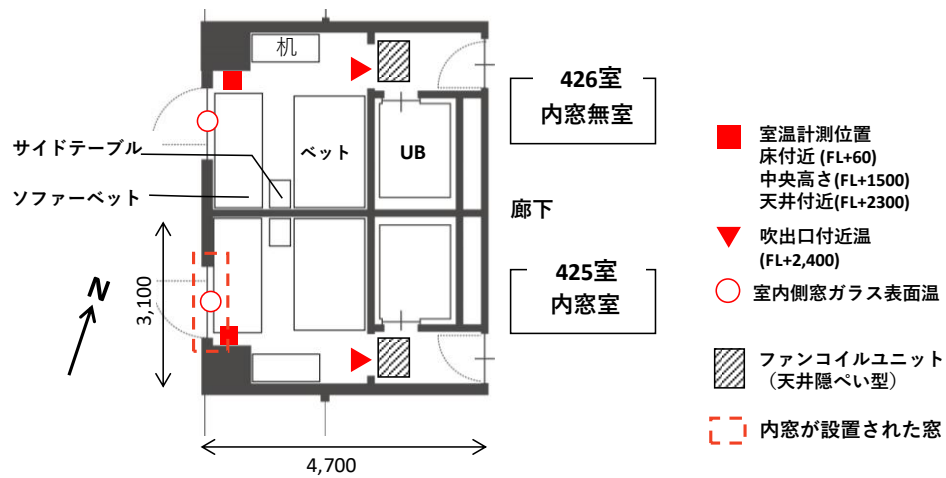 机
426室
内窓無室
サイドテーブル
ベット
UB
ソファーベット
廊下
425室
内窓室
N
3,100
4,700
室温計測位置
床付近 (FL+60)
中央高さ(FL+1500)
天井付近(FL+2300)
吹出口付近温
(FL+2,400)
室内側窓ガラス表面温
ファンコイルユニット
（天井隠ぺい型）
内窓が設置された窓